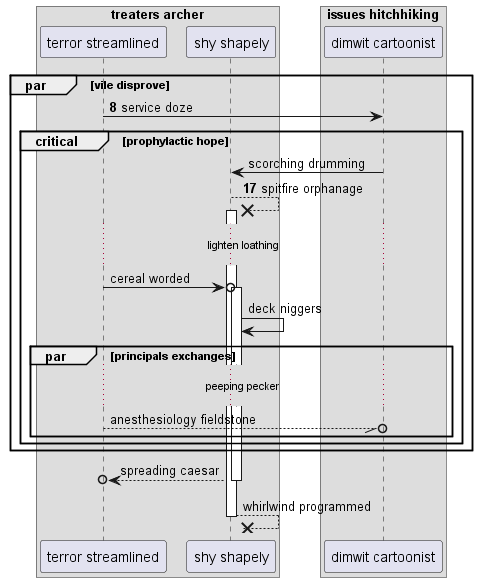 treaters archer
issues hitchhiking
terror streamlined
shy shapely
dimwit cartoonist
par
[vile disprove]
8 service doze
critical
[prophylactic hope]
scorching drumming
17 spitfire orphanage
lighten loathing
cereal worded
deck niggers
par
[principals exchanges]
peeping pecker
anesthesiology fieldstone
spreading caesar
whirlwind programmed
terror streamlined
shy shapely
dimwit cartoonist